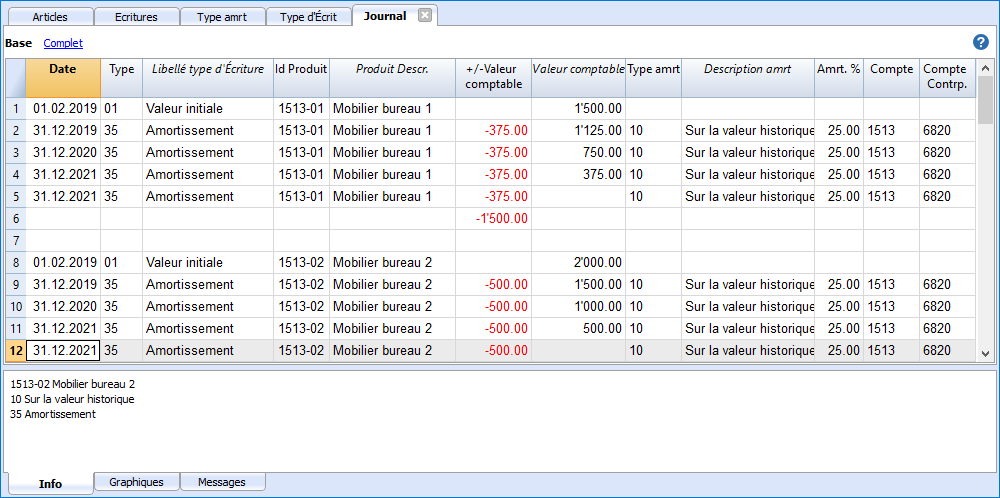 Articles Ecritures Type amrt Type d'Écrit Journal
Base Complet
Date Type Libellé type d'Écriture Id Produit Produit Descr. +/-Valeur comptable Valeur comptable Type amrt Description amrt Amrt. % Compte Compte Contrp.
1 01.02.2019 01 Valeur initiale 1513-01 Mobilier bureau 1 1'500.00
2 31.12.2019 35 Amortissement 1513-01 Mobilier bureau 1 -375.00 1'125.00 10 Sur la valeur historique 25.00 1513 6820
3 31.12.2020 35 Amortissement 1513-01 Mobilier bureau 1 -375.00 750.00 10 Sur la valeur historique 25.00 1513 6820
4 31.12.2021 35 Amortissement 1513-01 Mobilier bureau 1 -375.00 375.00 10 Sur la valeur historique 25.00 1513 6820
5 31.12.2021 35 Amortissement 1513-01 Mobilier bureau 1 -375.00 10 Sur la valeur historique 25.00 1513 6820
6 -1'500.00
7
8 01.02.2019 01 Valeur initiale 1513-02 Mobilier bureau 2 2'000.00
9 31.12.2019 35 Amortissement 1513-02 Mobilier bureau 2 -500.00 1'500.00 10 Sur la valeur historique 25.00 1513 6820
10 31.12.2020 35 Amortissement 1513-02 Mobilier bureau 2 -500.00 1'000.00 10 Sur la valeur historique 25.00 1513 6820
11 31.12.2021 35 Amortissement 1513-02 Mobilier bureau 2 -500.00 500.00 10 Sur la valeur historique 25.00 1513 6820
12 31.12.2021 35 Amortissement 1513-02 Mobilier bureau 2 -500.00 10 Sur la valeur historique 25.00 1513 6820
1513-02 Mobilier bureau 2
10 Sur la valeur historique
35 Amortissement
Info Graphiques Messages